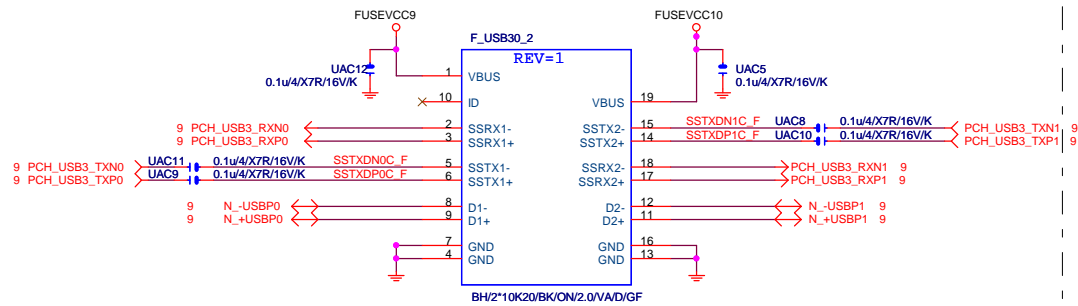 FUSEVCC9 FUSEVCC10
F_USB30_2
REV=1
UAC12
0.1u/4/X7R/16V/K
UAC5
0.1u/4/X7R/16V/K
1 VBUS
10 ID
VBUS 19
9 PCH_USB3_RXN0 2 SSRX1-
9 PCH_USB3_RXP0 3 SSRX1+
SSTX2- 15 SSTXDN1C_F UAC8 0.1u/4/X7R/16V/K PCH_USB3_TXN1 9
SSTX2+ 14 SSTXDP1C_F UAC10 0.1u/4/X7R/16V/K PCH_USB3_TXP1 9
9 PCH_USB3_TXN0 UAC11 0.1u/4/X7R/16V/K SSTXDN0C_F 5 SSTX1-
9 PCH_USB3_TXP0 UAC9 0.1u/4/X7R/16V/K SSTXDP0C_F 6 SSTX1+
SSRX2- 18 PCH_USB3_RXN1 9
SSRX2+ 17 PCH_USB3_RXP1 9
9 N_-USBP0 8 D1- D2- 12 N_-USBP1 9
9 N_+USBP0 9 D1+ D2+ 11 N_+USBP1 9
7 GND GND 16
4 GND GND 13
BH/2*10K20/BK/ON/2.0/VA/D/GF